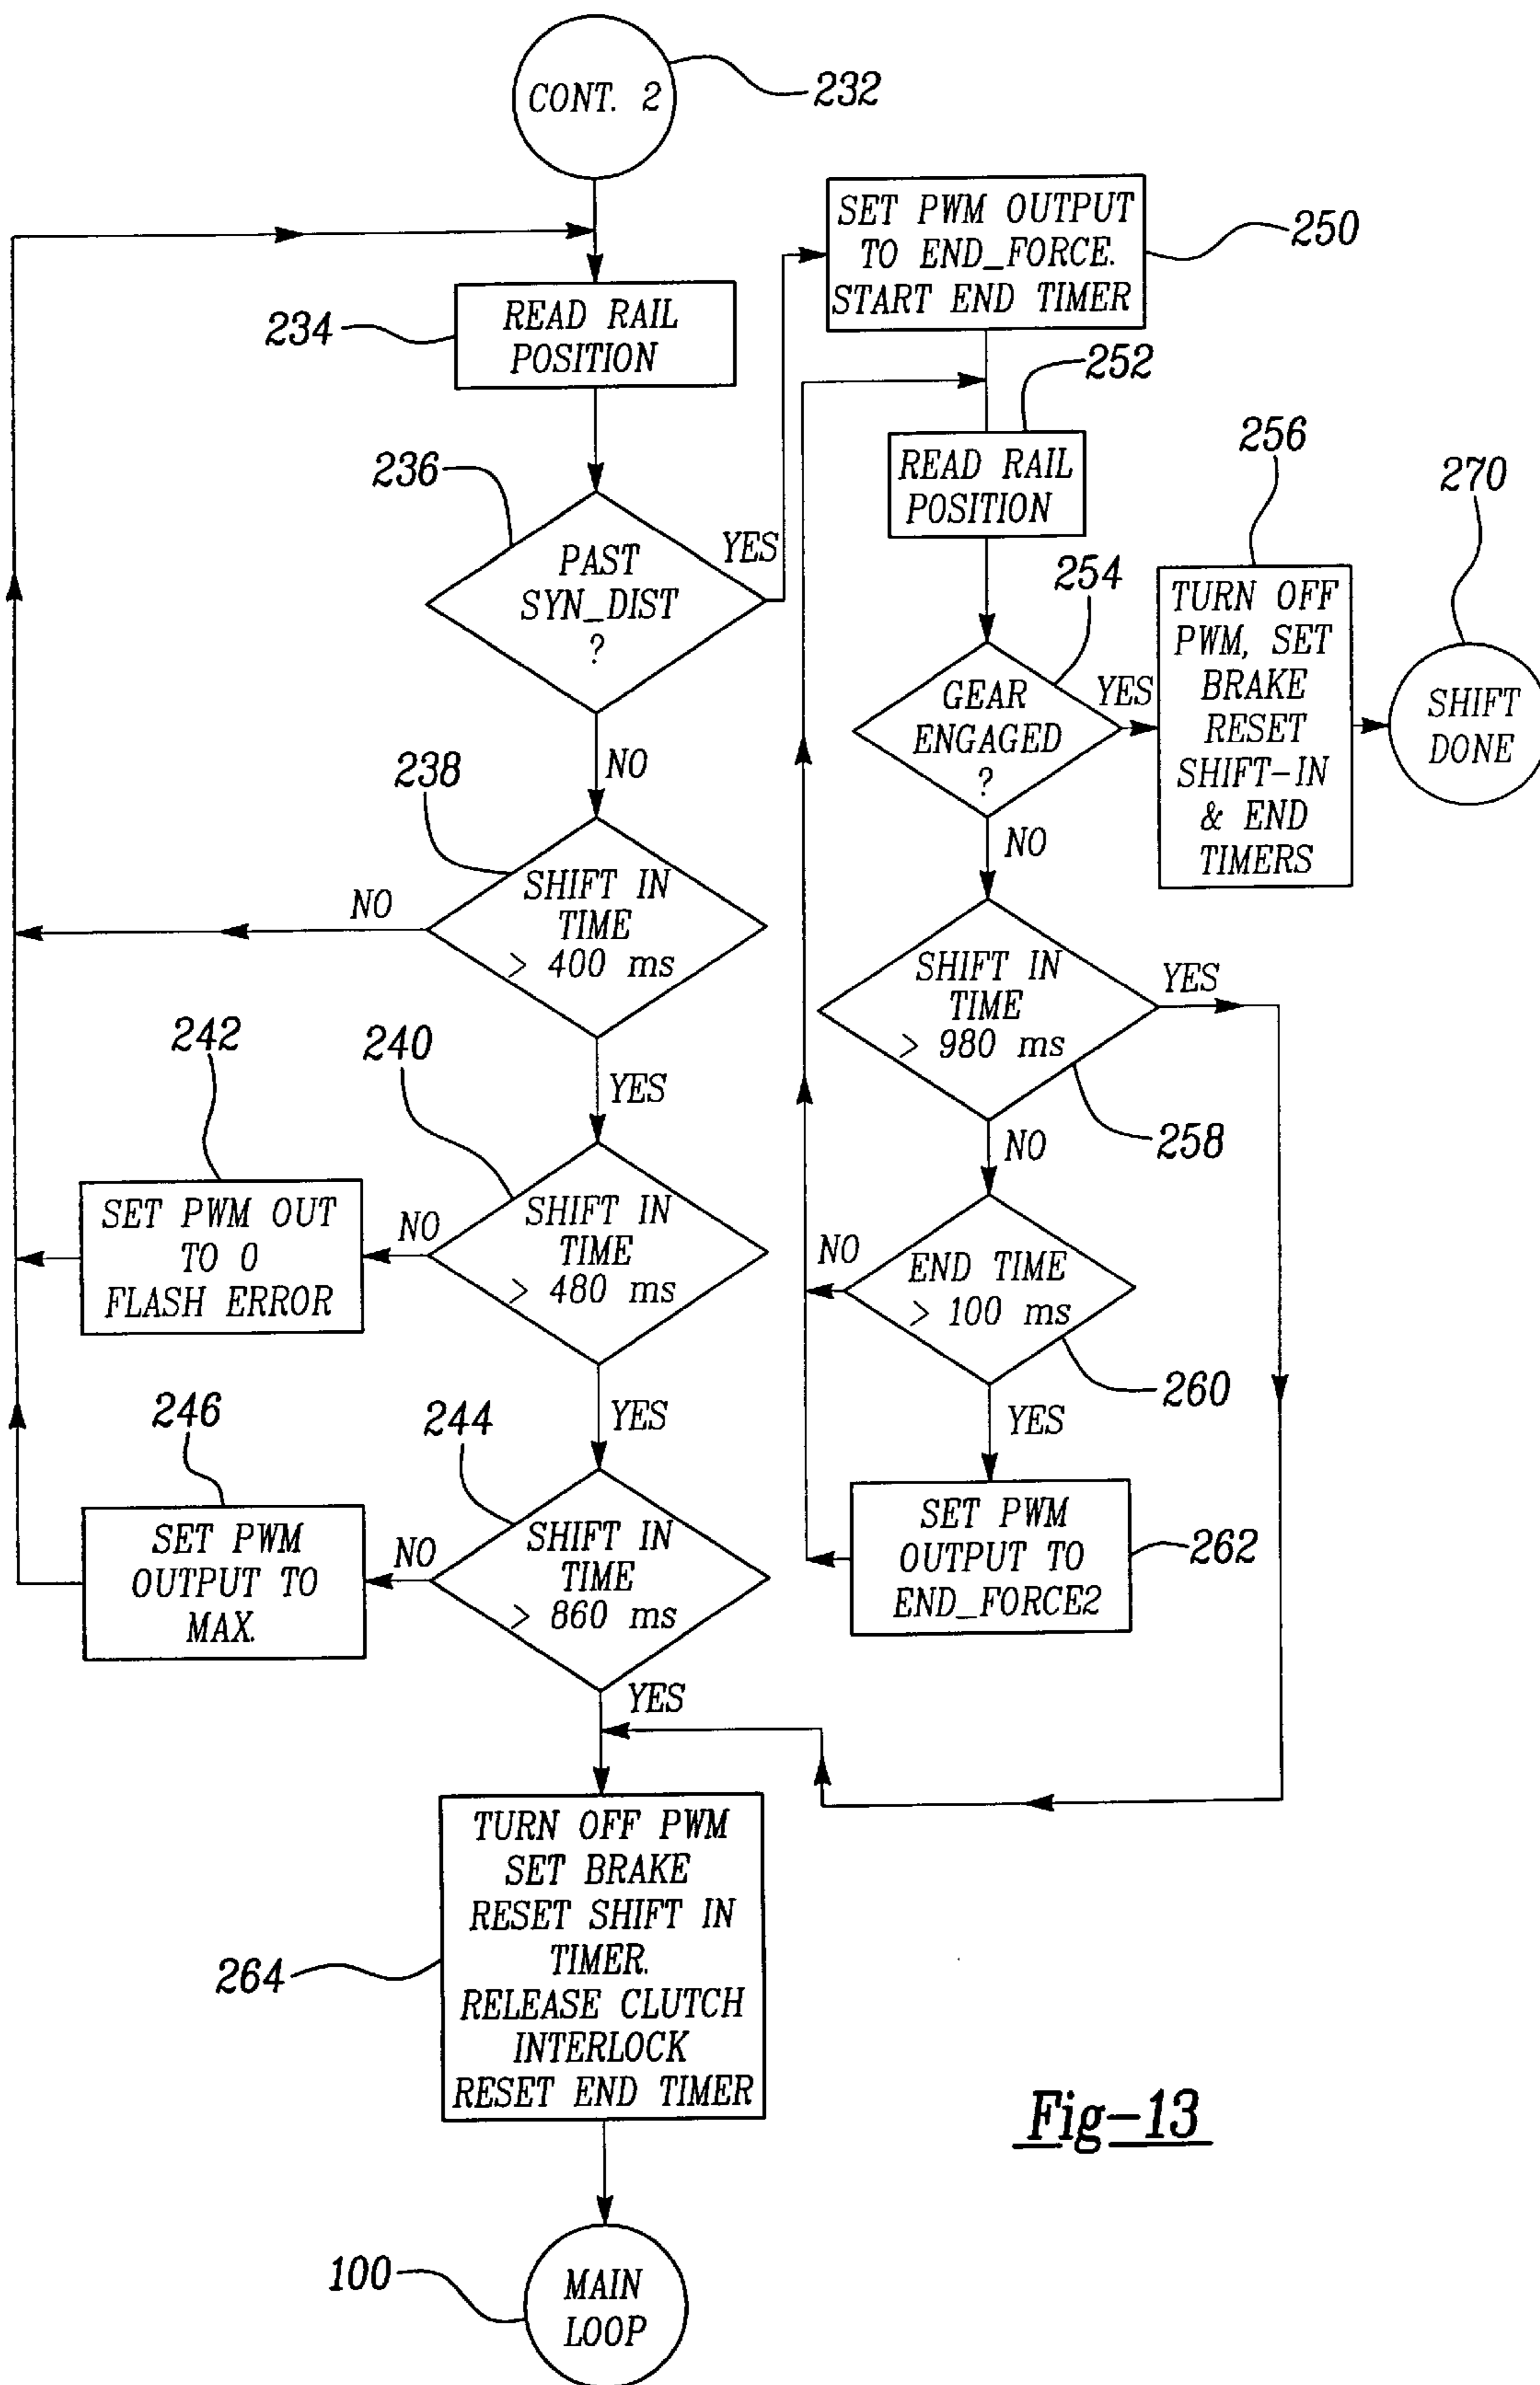 CONT. 2
232
SET PWM OUTPUT
TO END_FORCE.
START END TIMER
250
READ RAIL
POSITION
234
252
READ RAIL
POSITION
236
PAST
SYN_DIST
?
YES
254
GEAR
ENGAGED
?
YES
256
TURN OFF
PWM, SET
BRAKE
RESET
SHIFT-IN
& END
TIMERS
270
SHIFT
DONE
NO
238
SHIFT IN
TIME
> 400 ms
NO
NO
SHIFT IN
TIME
> 980 ms
YES
258
YES
242
240
SET PWM OUT
TO 0
FLASH ERROR
NO
SHIFT IN
TIME
> 480 ms
NO
NO
END TIME
> 100 ms
260
YES
YES
246
244
SET PWM
OUTPUT TO
MAX.
NO
SHIFT IN
TIME
> 860 ms
SET PWM
OUTPUT TO
END_FORCE2
262
YES
TURN OFF PWM
SET BRAKE
RESET SHIFT IN
TIMER.
RELEASE CLUTCH
INTERLOCK
RESET END TIMER
264
100
MAIN
LOOP
Fig-13